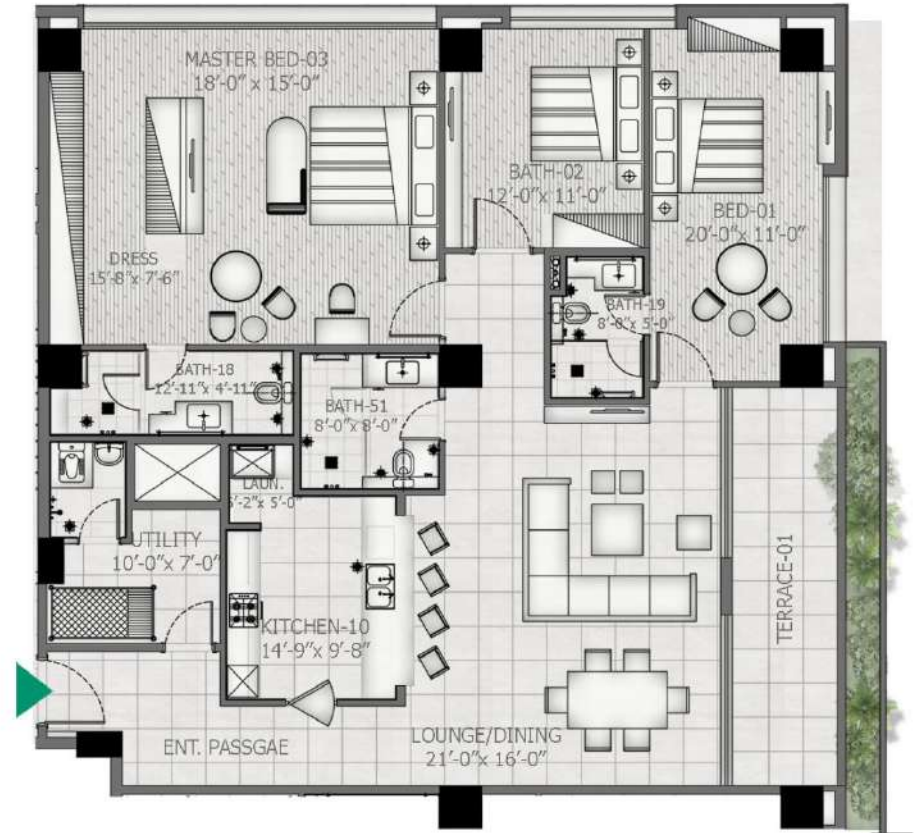 MASTER BED-03
18'-0" x 15'-0"
BATH-02
12'-0"x 11'-0"
BED-01
20'-0"x 11'-0"
DRESS
15'-8"x 7'-6"
BATH-19
8'-0"x 5'-0"
BATH-18
12'-11"x 4'-11"
BATH-51
8'-0"x 8'-0"
LAUN.
x 5'-0"
UTILITY
10'-0"x 7'-0"
KITCHEN-10
14'-9"x 9'-8"
TERRACE-01
ENT. PASSGAE
LOUNGE/DINING
21'-0"x 16'-0"